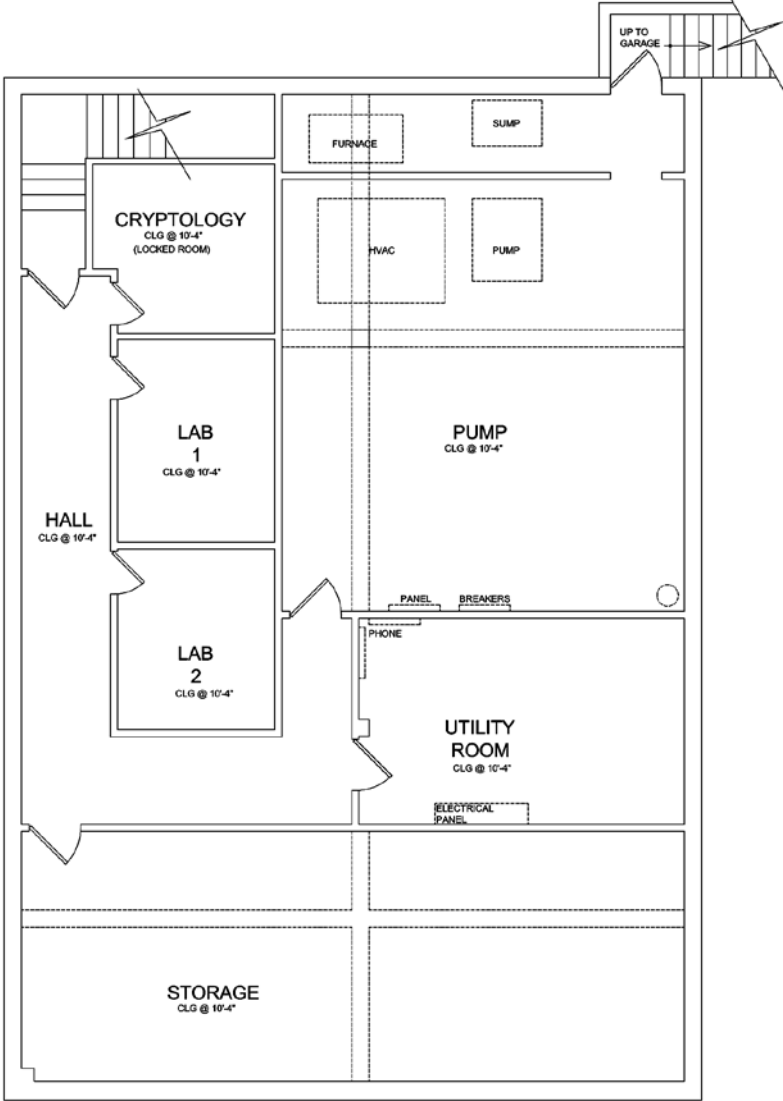 UP TO
GARAGE
SUMP
FURNACE
CRYPTOLOGY
CLG @ 10'-4"
(LOCKED ROOM)
HVAC
PUMP
LAB
1
CLG @ 10'-4"
PUMP
CLG @ 10'-4"
HALL
CLG @ 10'-4"
PANEL
BREAKERS
PHONE
LAB
2
CLG @ 10'-4"
UTILITY
ROOM
CLG @ 10'-4"
ELECTRICAL
PANEL
STORAGE
CLG @ 10'-4"